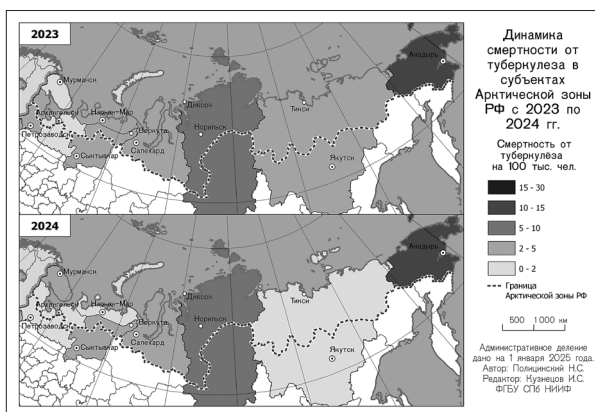 2023
Мурманск
Архангельск
Нарьян-Мар
Петрозаводск
Воркута
Сыктывкар
Салехард
Диксон
Норильск
Тикси
Якутск
Анадырь
2024
Мурманск
Архангельск
Нарьян-Мар
Петрозаводск
Воркута
Сыктывкар
Салехард
Диксон
Норильск
Тикси
Якутск
Анадырь
Динамика
смертности от
туберкулеза в
субъектах
Арктической зоны
РФ с 2023 по
2024 гг.
Смертность от
туберкулёза
на 100 тыс. чел.
15 - 30
10 - 15
5 - 10
2 - 5
0 - 2
Граница
Арктической зоны РФ
500 1 000 км
Административное деление
дано на 1 января 2025 года.
Автор: Полицинский Н.С.
Редактор: Кузнецов И.С.
ФГБУ СПб НИИФ